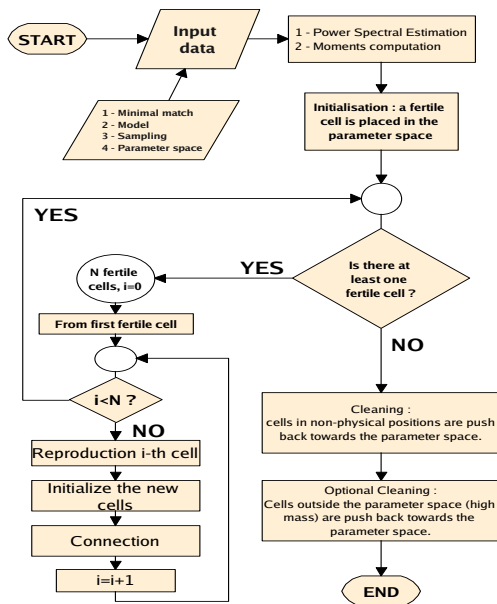 START
Input
data
1 - Power Spectral Estimation
2 - Moments computation
1 - Minimal match
2 - Model
3 - Sampling
4 - Parameter space
Initialisation : a fertile
cell is placed in the
parameter space
YES
Is there at
least one
fertile cell ?
YES
N fertile
cells, i=0
From first fertile cell
NO
i<N ?
NO
Reproduction i-th cell
Initialize the new
cells
Connection
i=i+1
Cleaning :
cells in non-physical positions are push
back towards the parameter space.
Optional Cleaning :
Cells outside the parameter space (high
mass) are push back towards the
parameter space.
END